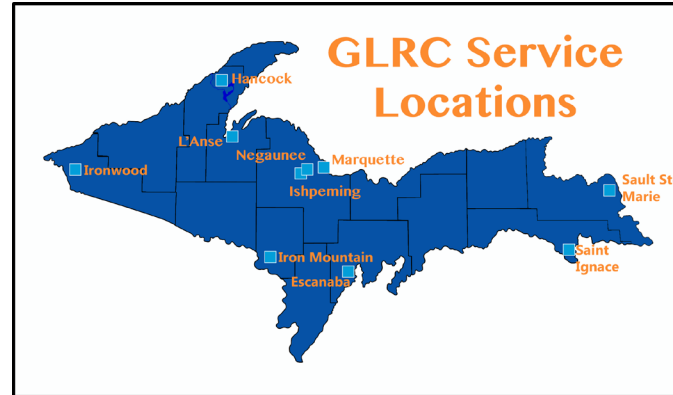 GLRC Service
Locations
Hancock
L'Anse
Negaunee
Marquette
Ironwood
Ishpeming
Sault St
Marie
Iron Mountain
Saint
Ignace
Escanaba